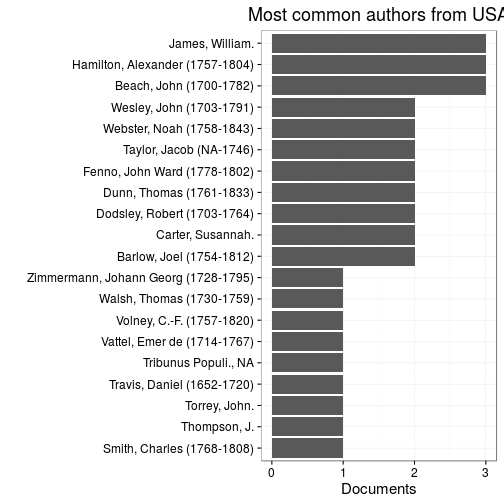 Most common authors from USA
James, William.
Hamilton, Alexander (1757-1804)
Beach, John (1700-1782)
Wesley, John (1703-1791)
Webster, Noah (1758-1843)
Taylor, Jacob (NA-1746)
Fenno, John Ward (1778-1802)
Dunn, Thomas (1761-1833)
Dodsley, Robert (1703-1764)
Carter, Susannah.
Barlow, Joel (1754-1812)
Zimmermann, Johann Georg (1728-1795)
Walsh, Thomas (1730-1759)
Volney, C.-F. (1757-1820)
Vattel, Emer de (1714-1767)
Tribunus Populi., NA
Travis, Daniel (1652-1720)
Torrey, John.
Thompson, J.
Smith, Charles (1768-1808)
0 1 2 3
Documents